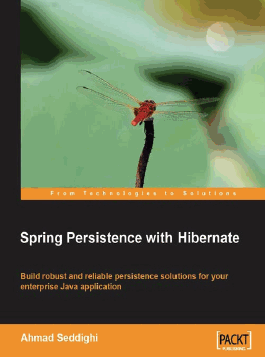 From Technologies to Solutions
Spring Persistence with Hibernate
Build robust and reliable persistence solutions for your
enterprise Java application
Ahmad Seddighi
PACKT
PUBLISHING